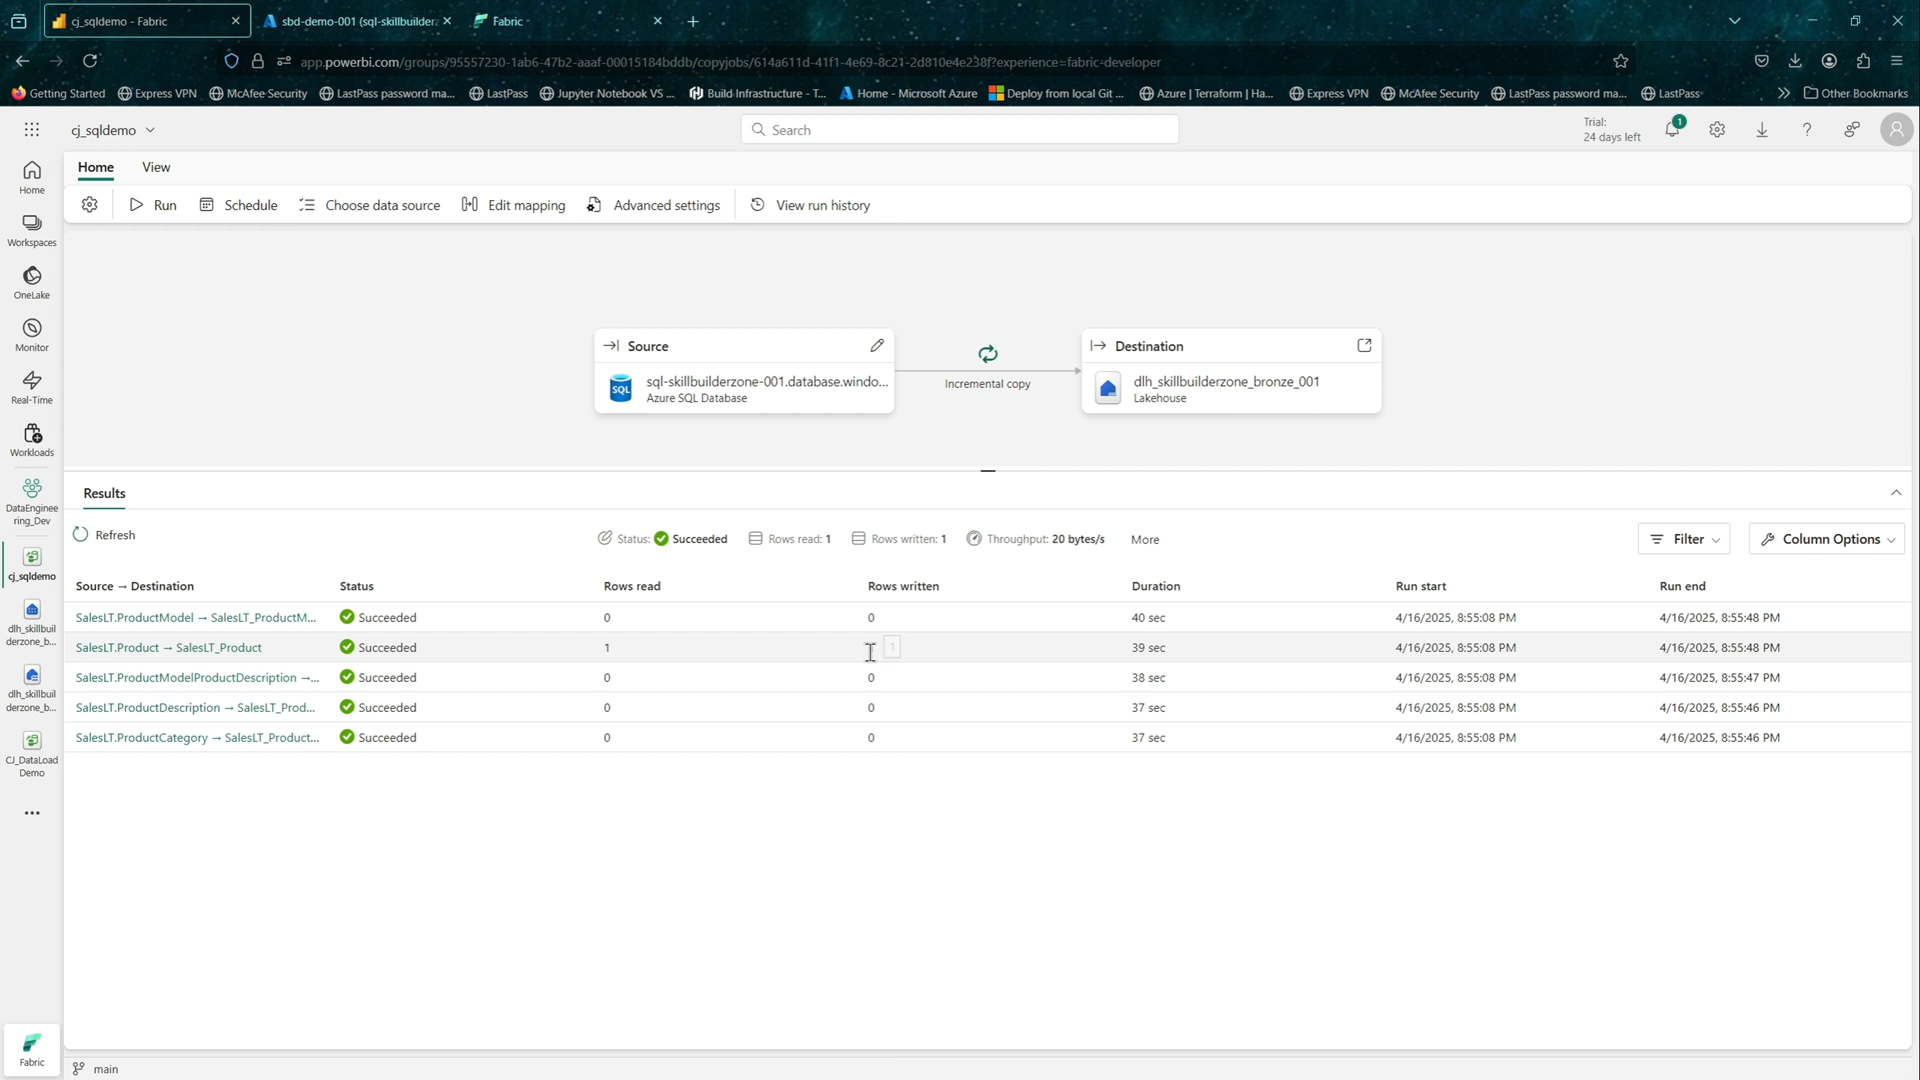 cj_sqldemo - Fabric
sbd-demo-001 (sql-skillbuilderz
Fabric
app.powerbi.com/groups/95557230-1ab6-47b2-aaaf-00015184bddb/copyjobs/614a611d-41f1-4e69-8c21-2d810e4e238f?experience=fabric-developer
Getting Started
Express VPN
McAfee Security
LastPass password ma...
LastPass
Jupyter Notebook VS ...
Build Infrastructure - T...
Home - Microsoft Azure
Deploy from local Git ...
Azure | Terraform | Ha...
Express VPN
McAfee Security
LastPass password ma...
LastPass
Other Bookmarks
cj_sqldemo
Search
Trial:
24 days left
1
Home
View
Run
Schedule
Choose data source
Edit mapping
Advanced settings
View run history
Home
Workspaces
OneLake
Monitor
Real-Time
Workloads
DataEnginee
ring_Dev
cj_sqldemo
dlh_skillbuil
derzone_b...
dlh_skillbuil
derzone_b...
CJ_DataLoad
Demo
Fabric
Source
SQL
sql-skillbuilderzone-001.database.windo...
Azure SQL Database
Incremental copy
Destination
dlh_skillbuilderzone_bronze_001
Lakehouse
Results
Refresh
Status: Succeeded
Rows read: 1
Rows written: 1
Throughput: 20 bytes/s
More
Filter
Column Options
Source → Destination Status Rows read Rows written Duration Run start Run end
SalesLT.ProductModel → SalesLT_ProductM... Succeeded 0 0 40 sec 4/16/2025, 8:55:08 PM 4/16/2025, 8:55:48 PM
SalesLT.Product → SalesLT_Product Succeeded 1 1 39 sec 4/16/2025, 8:55:08 PM 4/16/2025, 8:55:48 PM
SalesLT.ProductModelProductDescription →... Succeeded 0 0 38 sec 4/16/2025, 8:55:08 PM 4/16/2025, 8:55:47 PM
SalesLT.ProductDescription → SalesLT_Prod... Succeeded 0 0 37 sec 4/16/2025, 8:55:08 PM 4/16/2025, 8:55:46 PM
SalesLT.ProductCategory → SalesLT_Product... Succeeded 0 0 37 sec 4/16/2025, 8:55:08 PM 4/16/2025, 8:55:46 PM
main